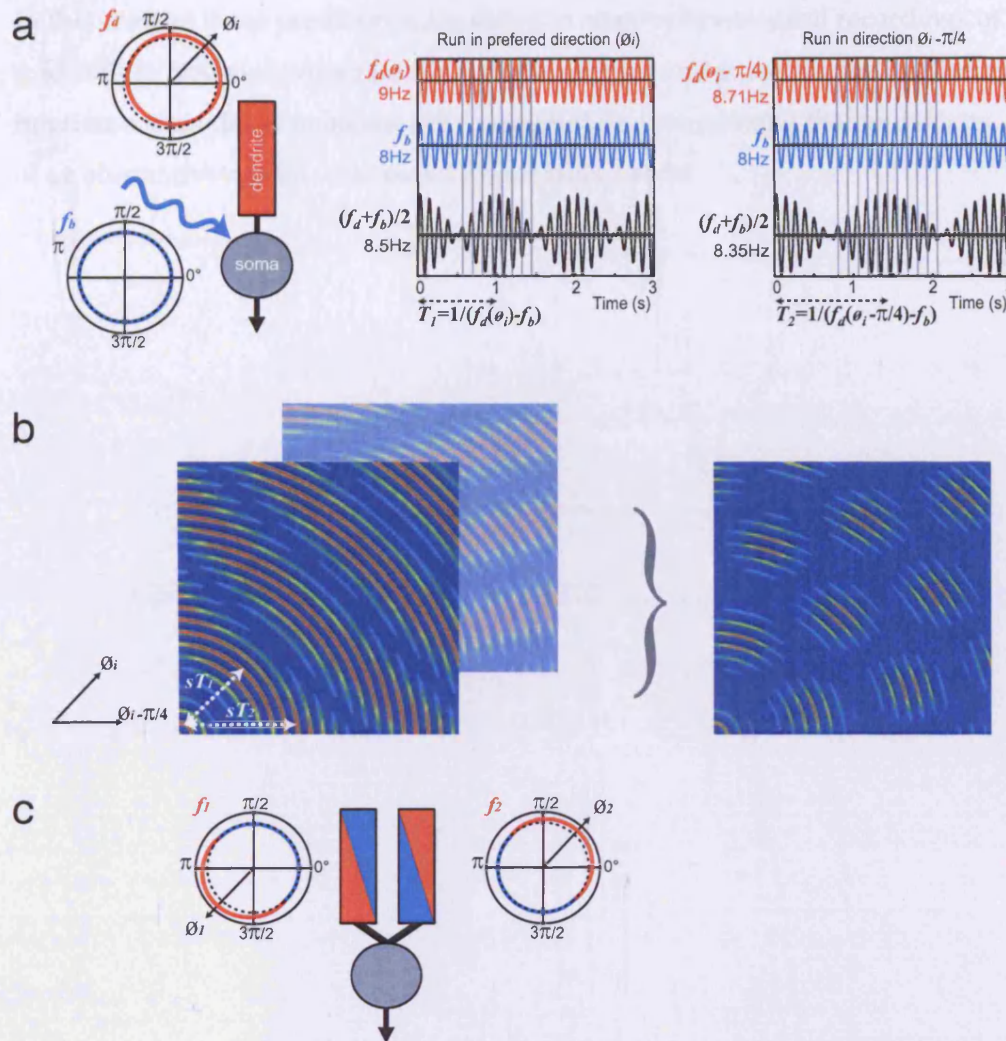 a
f_d
π/2
Ø_i
π
0°
3π/2
dendrite
f_b
π/2
π
0°
3π/2
soma
Run in prefered direction (Ø_i)
f_d(ø_i)
9Hz
f_b
8Hz
(f_d+f_b)/2
8.5Hz
0 1 2 3
Time (s)
T_1=1/(f_d(ø_i)-f_b)
Run in direction Ø_i-π/4
f_d(ø_i-π/4)
8.71Hz
f_b
8Hz
(f_d+f_b)/2
8.35Hz
0 1 2
Time (s)
T_2=1/(f_d(ø_i-π/4)-f_b)
b
sT_1
sT_2
Ø_i
Ø_i-π/4
c
f_1
π/2
π
0°
Ø_1
3π/2
f_2
π/2
Ø_2
π
0°
3π/2